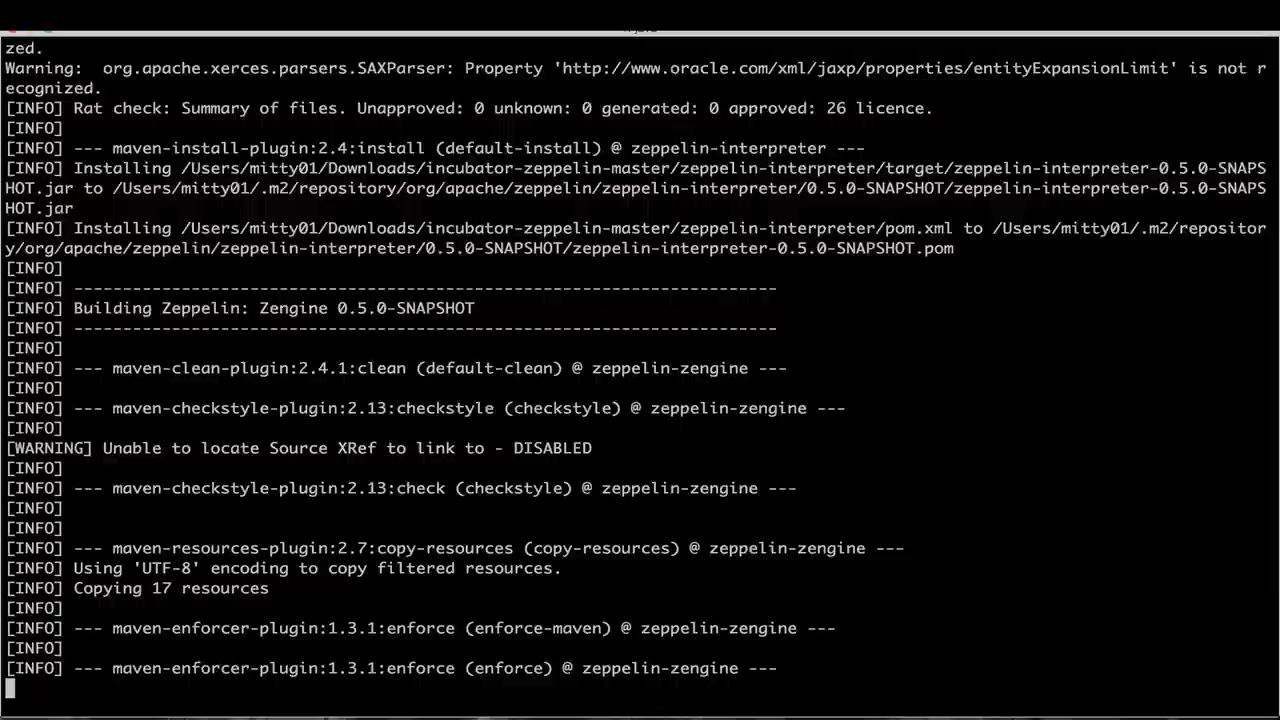 zed.
Warning:  org.apache.xerces.parsers.SAXParser: Property 'http://www.oracle.com/xml/jaxp/properties/entityExpansionLimit' is not r
ecognized.
[INFO] Rat check: Summary of files. Unapproved: 0 unknown: 0 generated: 0 approved: 26 licence.
[INFO]
[INFO] --- maven-install-plugin:2.4:install (default-install) @ zeppelin-interpreter ---
[INFO] Installing /Users/mitty01/Downloads/incubator-zeppelin-master/zeppelin-interpreter/target/zeppelin-interpreter-0.5.0-SNAPS
HOT.jar to /Users/mitty01/.m2/repository/org/apache/zeppelin/zeppelin-interpreter/0.5.0-SNAPSHOT/zeppelin-interpreter-0.5.0-SNAPS
HOT.jar
[INFO] Installing /Users/mitty01/Downloads/incubator-zeppelin-master/zeppelin-interpreter/pom.xml to /Users/mitty01/.m2/repositor
y/org/apache/zeppelin/zeppelin-interpreter/0.5.0-SNAPSHOT/zeppelin-interpreter-0.5.0-SNAPSHOT.pom
[INFO]
[INFO] ------------------------------------------------------------------------
[INFO] Building Zeppelin: Zengine 0.5.0-SNAPSHOT
[INFO] ------------------------------------------------------------------------
[INFO]
[INFO] --- maven-clean-plugin:2.4.1:clean (default-clean) @ zeppelin-zengine ---
[INFO]
[INFO] --- maven-checkstyle-plugin:2.13:checkstyle (checkstyle) @ zeppelin-zengine ---
[INFO]
[WARNING] Unable to locate Source XRef to link to - DISABLED
[INFO]
[INFO] --- maven-checkstyle-plugin:2.13:check (checkstyle) @ zeppelin-zengine ---
[INFO]
[INFO]
[INFO] --- maven-resources-plugin:2.7:copy-resources (copy-resources) @ zeppelin-zengine ---
[INFO] Using 'UTF-8' encoding to copy filtered resources.
[INFO] Copying 17 resources
[INFO]
[INFO] --- maven-enforcer-plugin:1.3.1:enforce (enforce-maven) @ zeppelin-zengine ---
[INFO]
[INFO] --- maven-enforcer-plugin:1.3.1:enforce (enforce) @ zeppelin-zengine ---